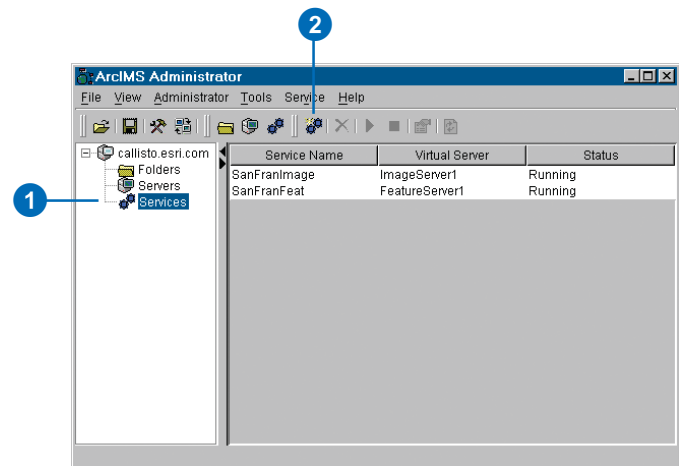 2
ArcIMS Administrator
File View Administrator Tools Service Help
callisto.esri.com
Folders
Servers
Services
1
Service Name Virtual Server Status
SanFranImage ImageServer1 Running
SanFranFeat FeatureServer1 Running